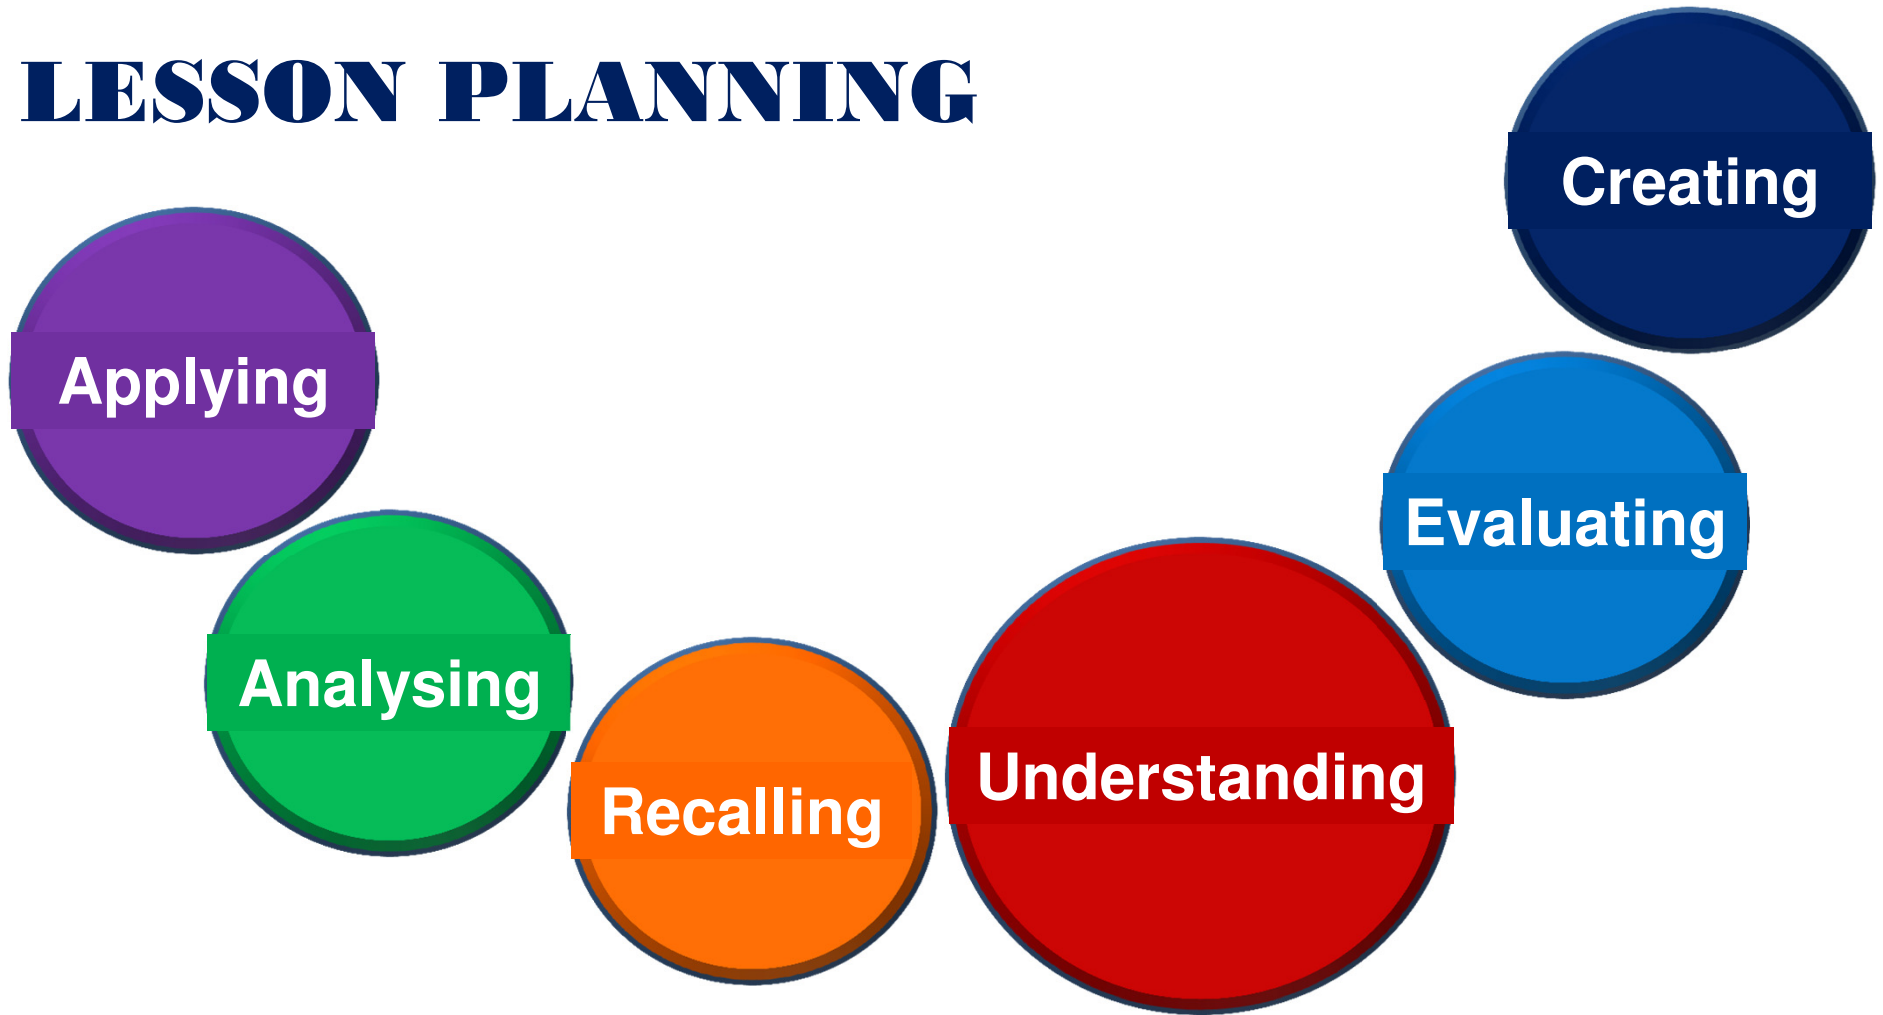 LESSON PLANNING
Creating
Applying
Evaluating
Analysing
Understanding
Recalling